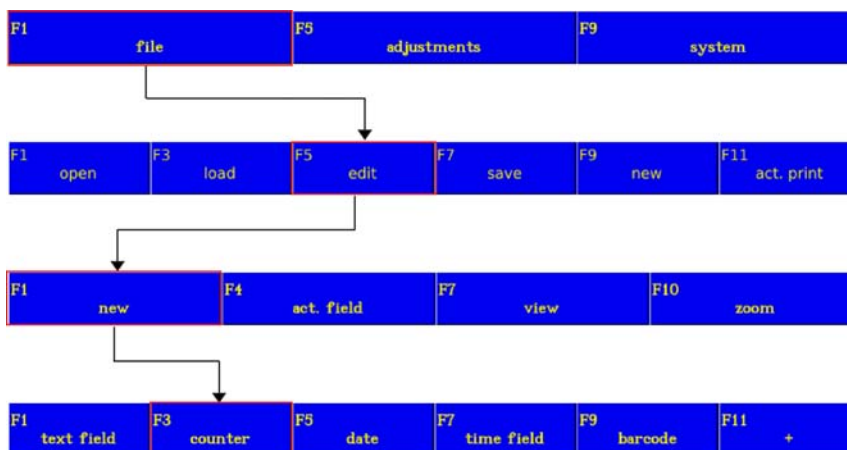 F1 F5 F9
file adjustments system
F1 F3 F5 F7 F9 F11
open load edit save new act. print
F1 F4 F7 F10
new act. field view zoom
F1 F3 F5 F7 F9 F11
text field counter date time field barcode +